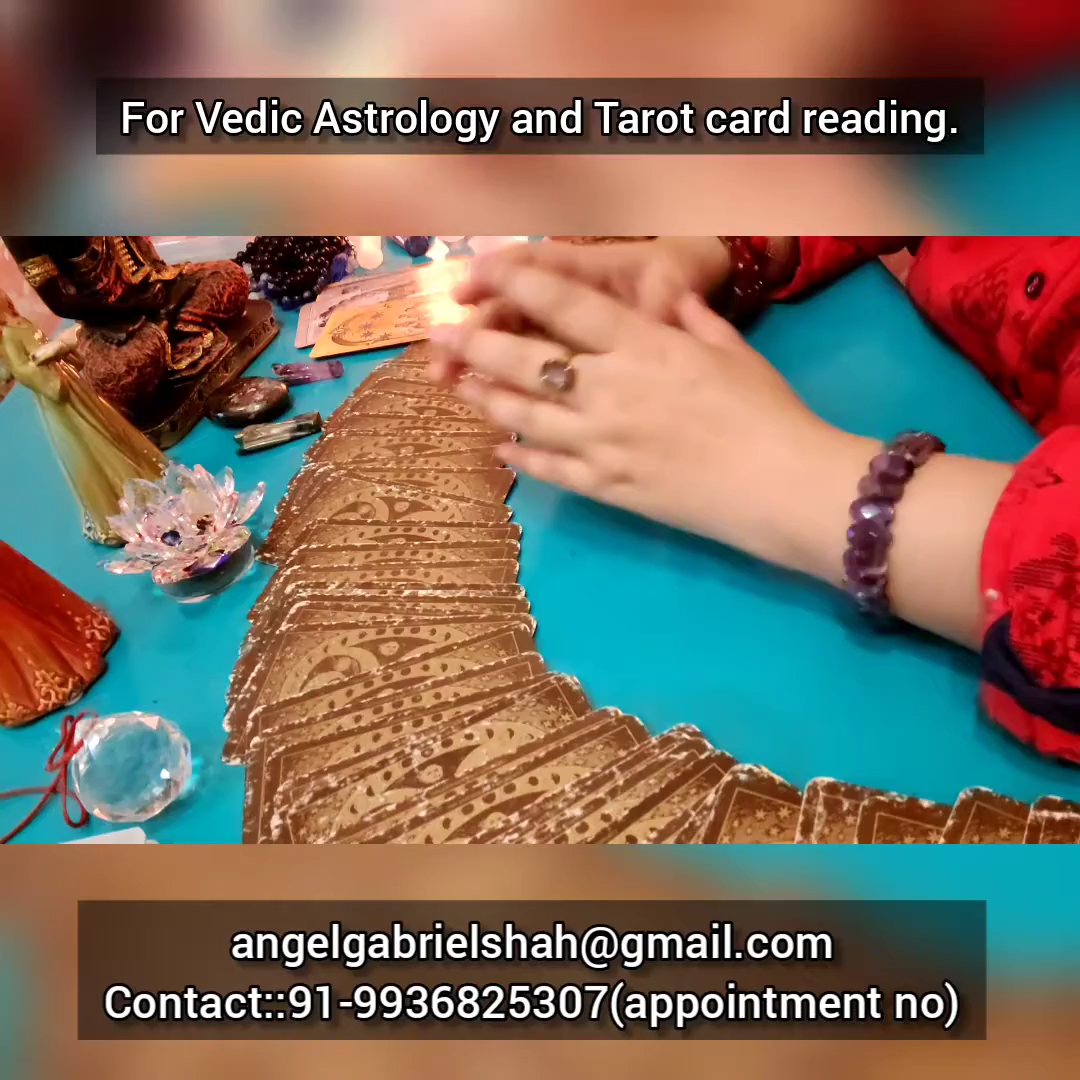 For Vedic Astrology and Tarot card reading.
angelgabrielshah@gmail.com
Contact::91-9936825307(appointment no)